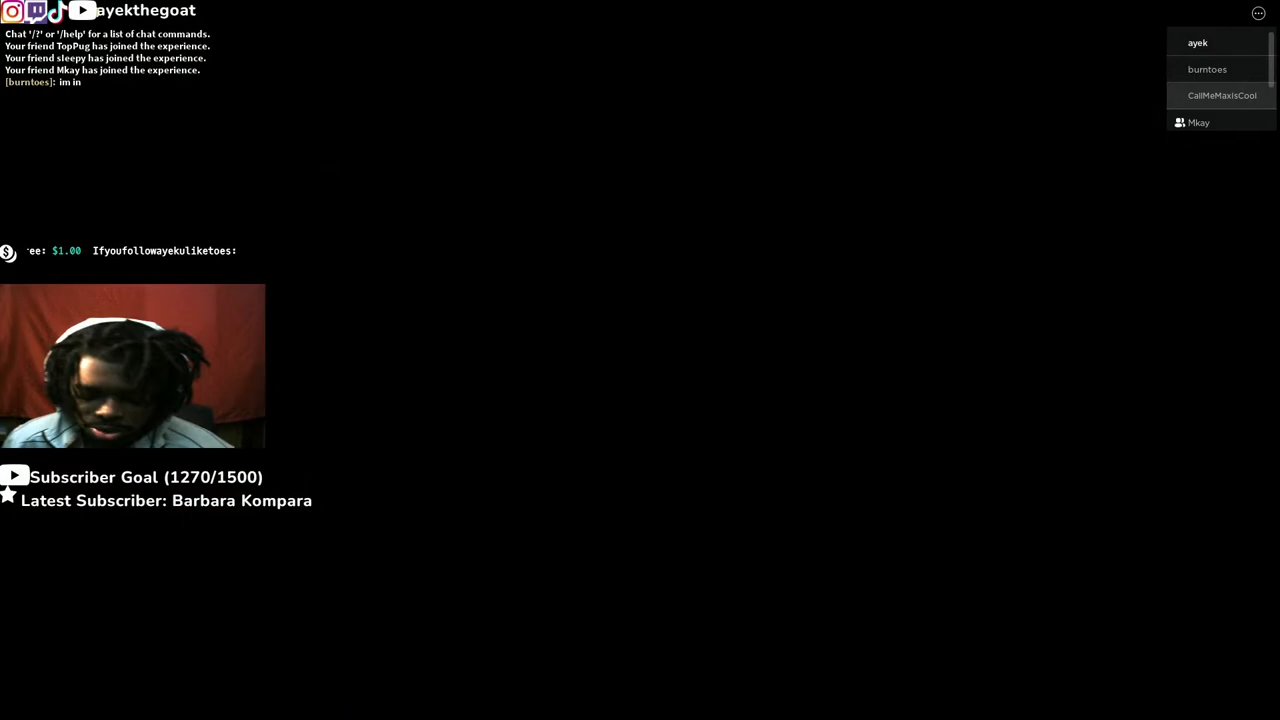 ayekthegoat
Chat '/?' or '/help' for a list of chat commands.
Your friend TopPug has joined the experience.
Your friend sleepy has joined the experience.
Your friend Mkay has joined the experience.
[burntoes]: im in
ayek
burntoes
CallMeMaxIsCool
Mkay
ee: $1.00 Ifyoufollowayekuliketoes:
Subscriber Goal (1270/1500)
Latest Subscriber: Barbara Kompara